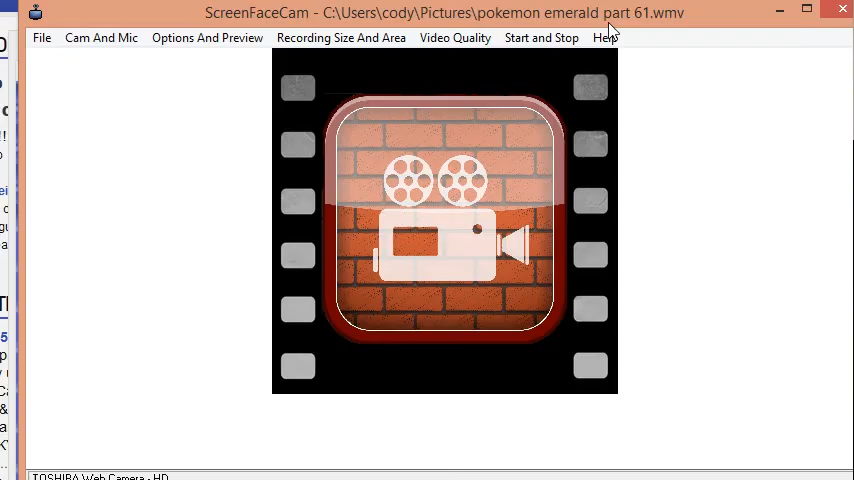 ScreenFaceCam - C:\Users\cody\Pictures\pokemon emerald part 61.wmv
File Cam And Mic Options And Preview Recording Size And Area Video Quality Start and Stop Help
TOSHIBA Web Camera - HD